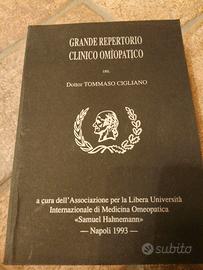 GRANDE REPERTORIO
CLINICO OMIOPATICO
DEL
Dottor TOMMASO CIGLIANO
a cura dell'Associazione per la Libera Università
Internazionale di Medicina Omeopatica
«Samuel Hahnemann»
— Napoli 1993 —
subito